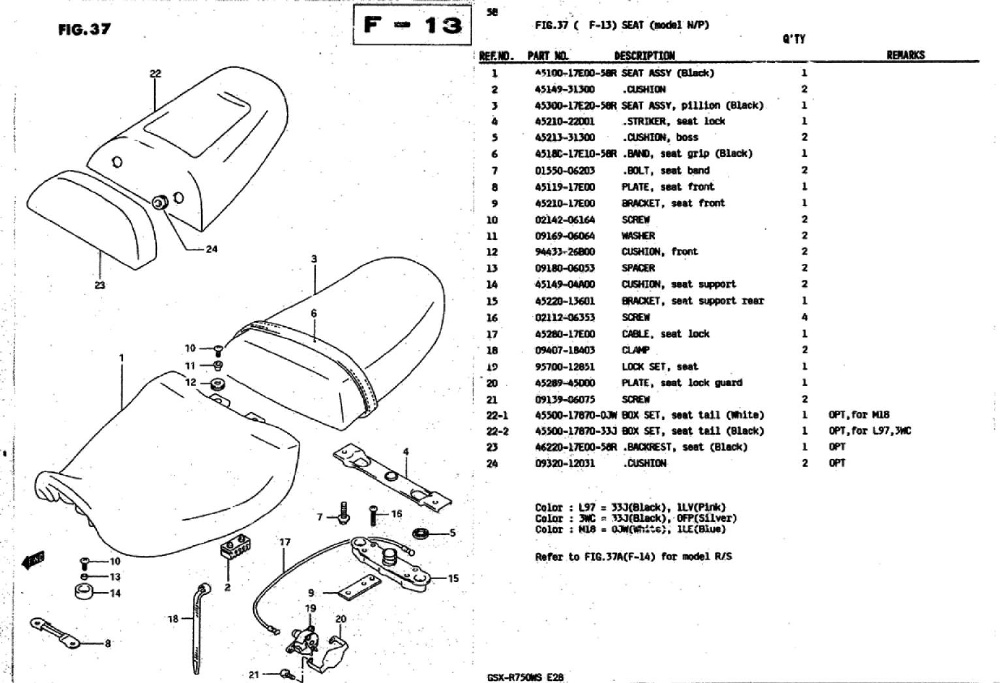 FIG.37
F-13
22
24
23
3
6
10
11
12
1
4
7
16
5
17
10
13
14
2
15
9
18
19
20
8
21
58
FIG.37 ( F-13) SEAT (model N/P)
REF.NO. PART NO. DESCRIPTION Q'TY REMARKS
1 45100-17E00-58R SEAT ASSY (Black) 1
2 45149-31300 .CUSHION 2
3 45300-17E20-58R SEAT ASSY, pillion (Black) 1
4 45210-22001 .STRIKER, seat lock 1
5 45213-31300 .CUSHION, boss 2
6 4518C-17E10-58R .BAND, seat grip (Black) 1
7 01550-06203 .BOLT, seat band 2
8 45119-17E00 PLATE, seat front 1
9 45210-17E00 BRACKET, seat front 1
10 02142-06164 SCREW 2
11 09169-06064 WASHER 2
12 94433-26B00 CUSHION, front 2
13 09180-06053 SPACER 2
14 45149-04A00 CUSHION, seat support 2
15 45220-13601 BRACKET, seat support rear 1
16 02112-06353 SCREW 4
17 45280-17E00 CABLE, seat lock 1
18 09407-18403 CLAMP 2
19 95700-12851 LOCK SET, seat 1
20 45289-45D00 PLATE, seat lock guard 1
21 09139-06075 SCREW 2
22-1 45500-17870-0JW BOX SET, seat tail (White) 1 OPT,for M18
22-2 45500-17870-33J BOX SET, seat tail (Black) 1 OPT,for L97,3WC
23 46220-17E00-58R .BACKREST, seat (Black) 1 OPT
24 09320-12031 .CUSHION 2 OPT
Color : L97 = 33J(Black), 1LV(Pink)
Color : 3WC = 33J(Black), OFP(Silver)
Color : M18 = 0JW(White), 1LE(Blue)
Refer to FIG.37A(F-14) for model R/S
GSX-R750WS E28